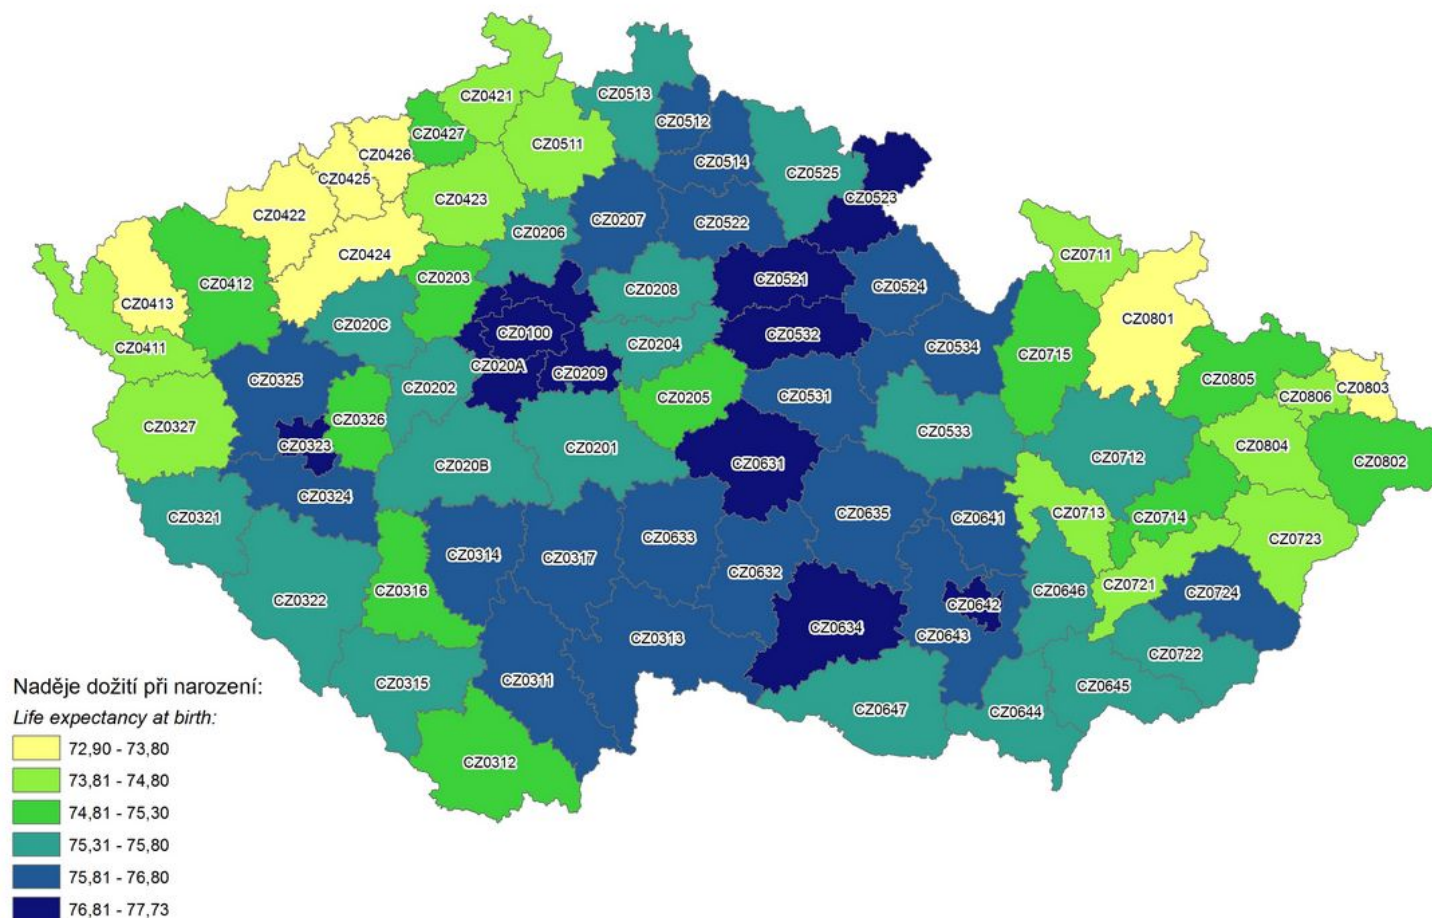 CZ0421
CZ0513
CZ0427
CZ0512
CZ0426
CZ0511
CZ0514
CZ0525
CZ0425
CZ0423
CZ0523
CZ0422
CZ0207
CZ0522
CZ0206
CZ0424
CZ0711
CZ0412
CZ0203
CZ0521
CZ0524
CZ0208
CZ0413
CZ0801
CZ020C
CZ0100
CZ0532
CZ0411
CZ0204
CZ0534
CZ020A
CZ0209
CZ0715
CZ0325
CZ0202
CZ0805
CZ0803
CZ0205
CZ0531
CZ0806
CZ0326
CZ0327
CZ0533
CZ0323
CZ0201
CZ0804
CZ0712
CZ0802
CZ020B
CZ0631
CZ0324
CZ0321
CZ0635
CZ0713
CZ0714
CZ0641
CZ0723
CZ0633
CZ0314
CZ0317
CZ0632
CZ0721
CZ0316
CZ0646
CZ0724
CZ0322
CZ0642
CZ0634
CZ0643
CZ0313
CZ0722
CZ0311
CZ0315
CZ0645
CZ0647
CZ0644
CZ0312
Naděje dožití při narození:
Life expectancy at birth:
72,90 - 73,80
73,81 - 74,80
74,81 - 75,30
75,31 - 75,80
75,81 - 76,80
76,81 - 77,73